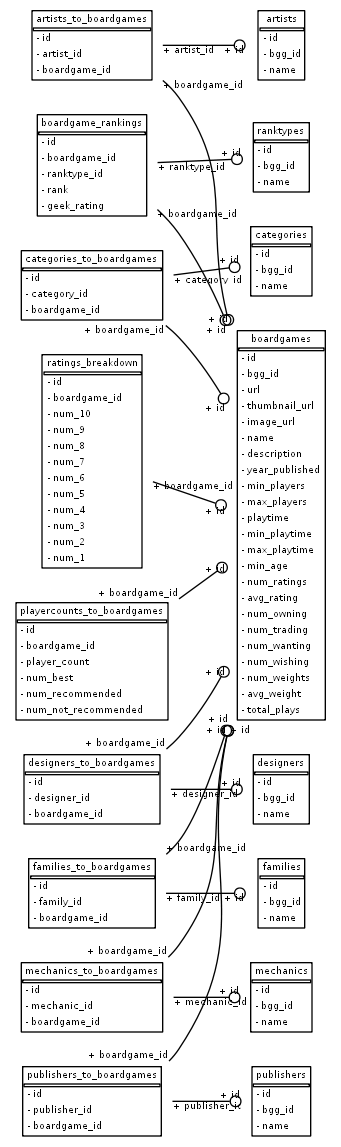 artists_to_boardgames
- id
- artist_id
- boardgame_id
artists
- id
- bgg_id
- name
+ artist_id
+ id
+ boardgame_id
boardgame_rankings
- id
- boardgame_id
- ranktype_id
- rank
- geek_rating
ranktypes
- id
- bgg_id
- name
+ id
+ ranktype_id
+ boardgame_id
categories_to_boardgames
- id
- category_id
- boardgame_id
categories
- id
- bgg_id
- name
+ id
+ category_id
+ id
+ id
+ boardgame_id
boardgames
- id
- bgg_id
- url
- thumbnail_url
- image_url
- name
- description
- year_published
- min_players
- max_players
- playtime
- min_playtime
- max_playtime
- min_age
- num_ratings
- avg_rating
- num_owning
- num_trading
- num_wanting
- num_wishing
- num_weights
- avg_weight
- total_plays
ratings_breakdown
- id
- boardgame_id
- num_10
- num_9
- num_8
- num_7
- num_6
- num_5
- num_4
- num_3
- num_2
- num_1
+ id
+ boardgame_id
+ id
+ id
+ boardgame_id
playercounts_to_boardgames
- id
- boardgame_id
- player_count
- num_best
- num_recommended
- num_not_recommended
+ id
+ id
+ id
+ id
+ boardgame_id
designers_to_boardgames
- id
- designer_id
- boardgame_id
designers
- id
- bgg_id
- name
+ id
+ designer_id
+ boardgame_id
families_to_boardgames
- id
- family_id
- boardgame_id
families
- id
- bgg_id
- name
+ family_id
+ id
+ boardgame_id
mechanics_to_boardgames
- id
- mechanic_id
- boardgame_id
mechanics
- id
- bgg_id
- name
+ id
+ mechanic_id
+ boardgame_id
publishers_to_boardgames
- id
- publisher_id
- boardgame_id
publishers
- id
- bgg_id
- name
+ id
+ publisher_id